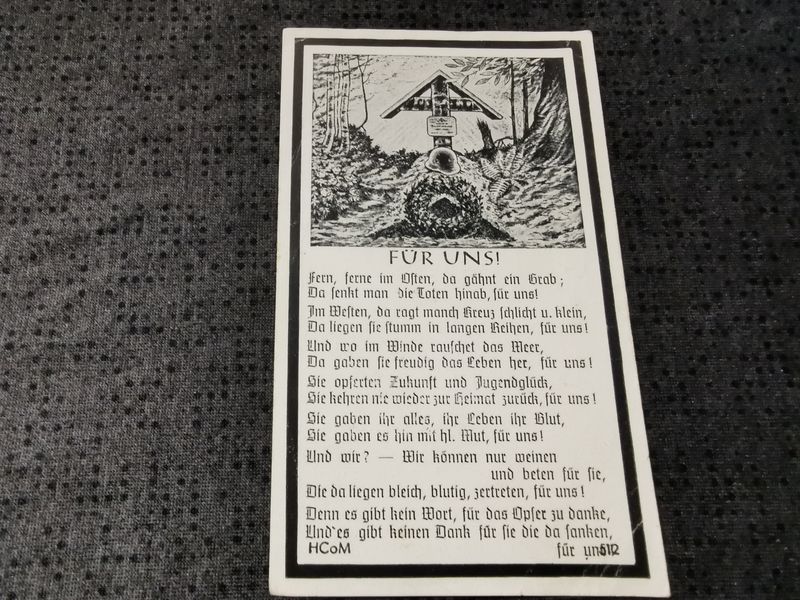 FÜR UNS!
Fern, ferne im Osten, da gähnt ein Grab;
Da senkt man die Toten hinab, für uns!
Im Westen, da ragt manch Kreuz schlicht u. klein,
Da liegen sie stumm in langen Reihen, für uns!
Und wo im Winde rauschet das Meer,
Da gaben sie freudig das Leben her, für uns!
Sie opferten Zukunft und Jugendglück,
Sie kehren nie wieder zur Heimat zurück, für uns!
Sie gaben ihr alles, ihr Leben ihr Blut,
Sie gaben es hin mit hl. Mut, für uns!
Und wir? — Wir können nur weinen
und beten für sie,
Die da liegen bleich, blutig, zertreten, für uns!
Denn es gibt kein Wort, für das Opfer zu danke,
Und es gibt keinen Dank für sie die da sanken,
HCoM für uns! 512